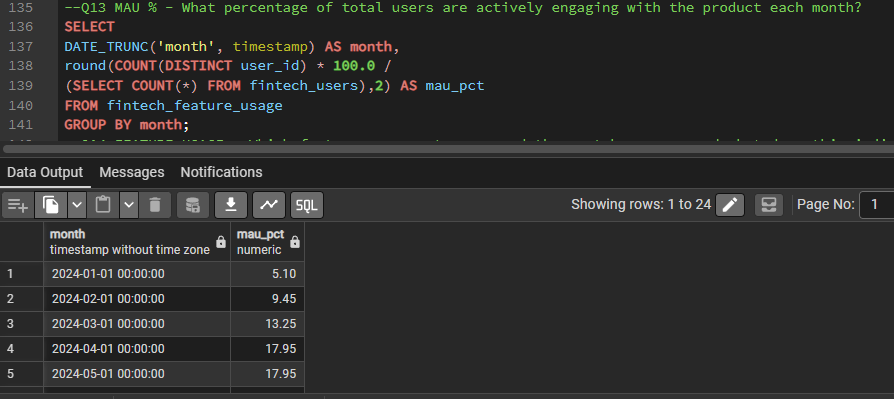 135 --Q13 MAU % - What percentage of total users are actively engaging with the product each month?
136 SELECT
137 DATE_TRUNC('month', timestamp) AS month,
138 round(COUNT(DISTINCT user_id) * 100.0 /
139 (SELECT COUNT(*) FROM fintech_users),2) AS mau_pct
140 FROM fintech_feature_usage
141 GROUP BY month;
Data Output Messages Notifications
SQL Showing rows: 1 to 24 Page No: 1
month mau_pct
timestamp without time zone numeric
1 2024-01-01 00:00:00 5.10
2 2024-02-01 00:00:00 9.45
3 2024-03-01 00:00:00 13.25
4 2024-04-01 00:00:00 17.95
5 2024-05-01 00:00:00 17.95